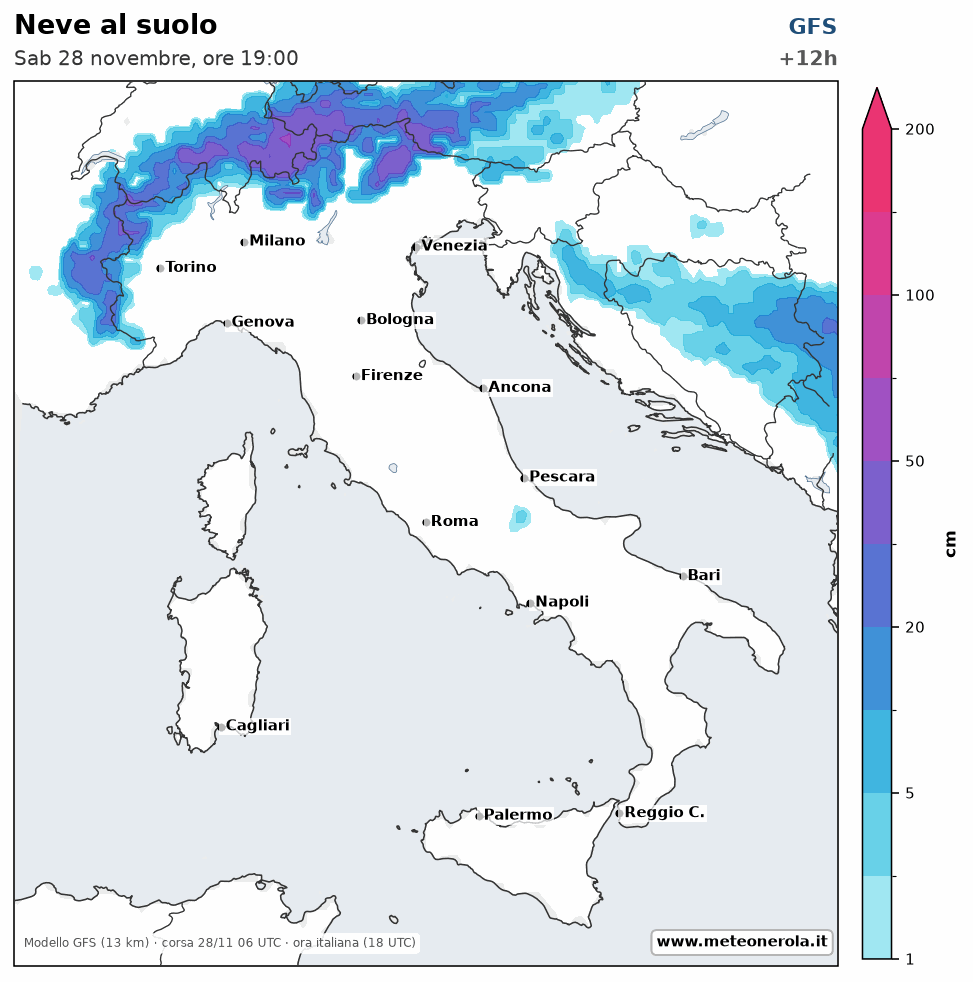 Neve al suolo
GFS
Sab 28 novembre, ore 19:00
+12h
200
100
50
20
5
1
cm
Milano
Venezia
Torino
Genova
Bologna
Firenze
Ancona
Pescara
Roma
Bari
Napoli
Cagliari
Palermo
Reggio C.
Modello GFS (13 km) · corsa 28/11 06 UTC · ora italiana (18 UTC)
www.meteonerola.it